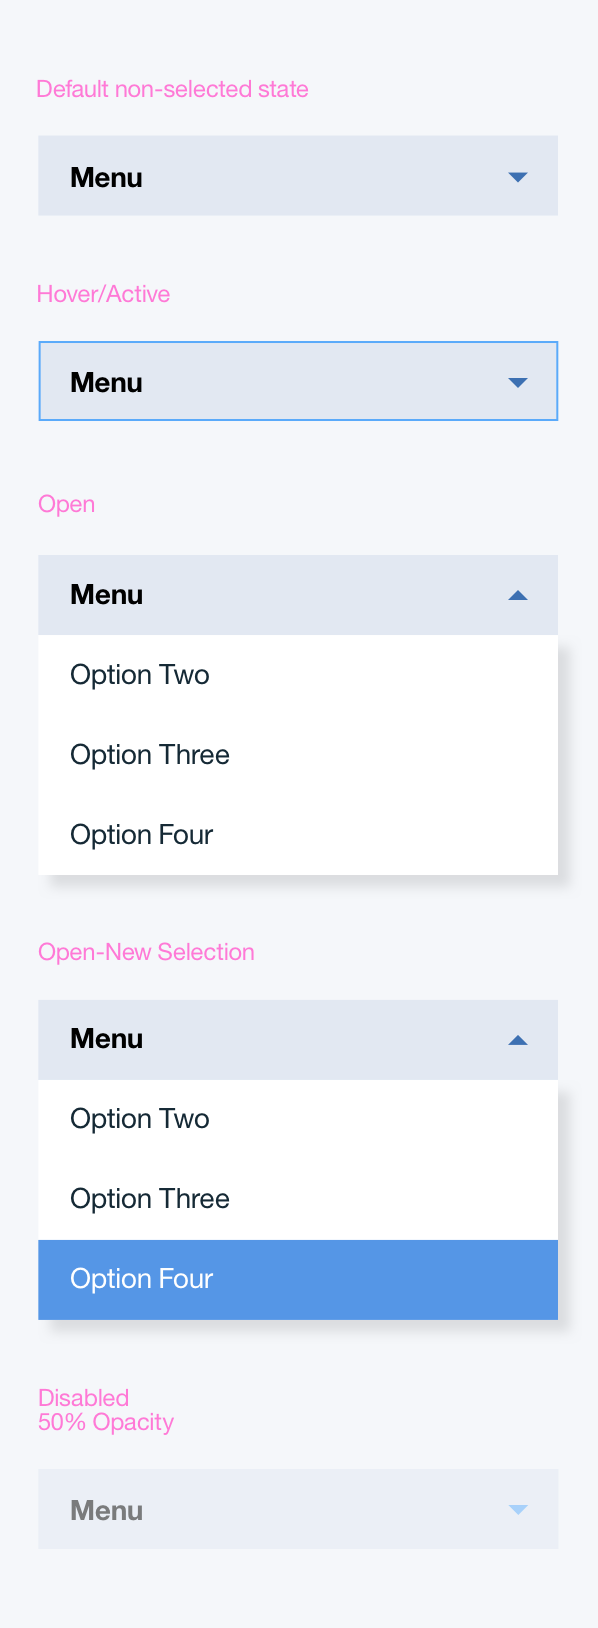 Default non-selected state
Menu
Hover/Active
Menu
Open
Menu
Option Two
Option Three
Option Four
Open-New Selection
Menu
Option Two
Option Three
Option Four
Disabled
50% Opacity
Menu